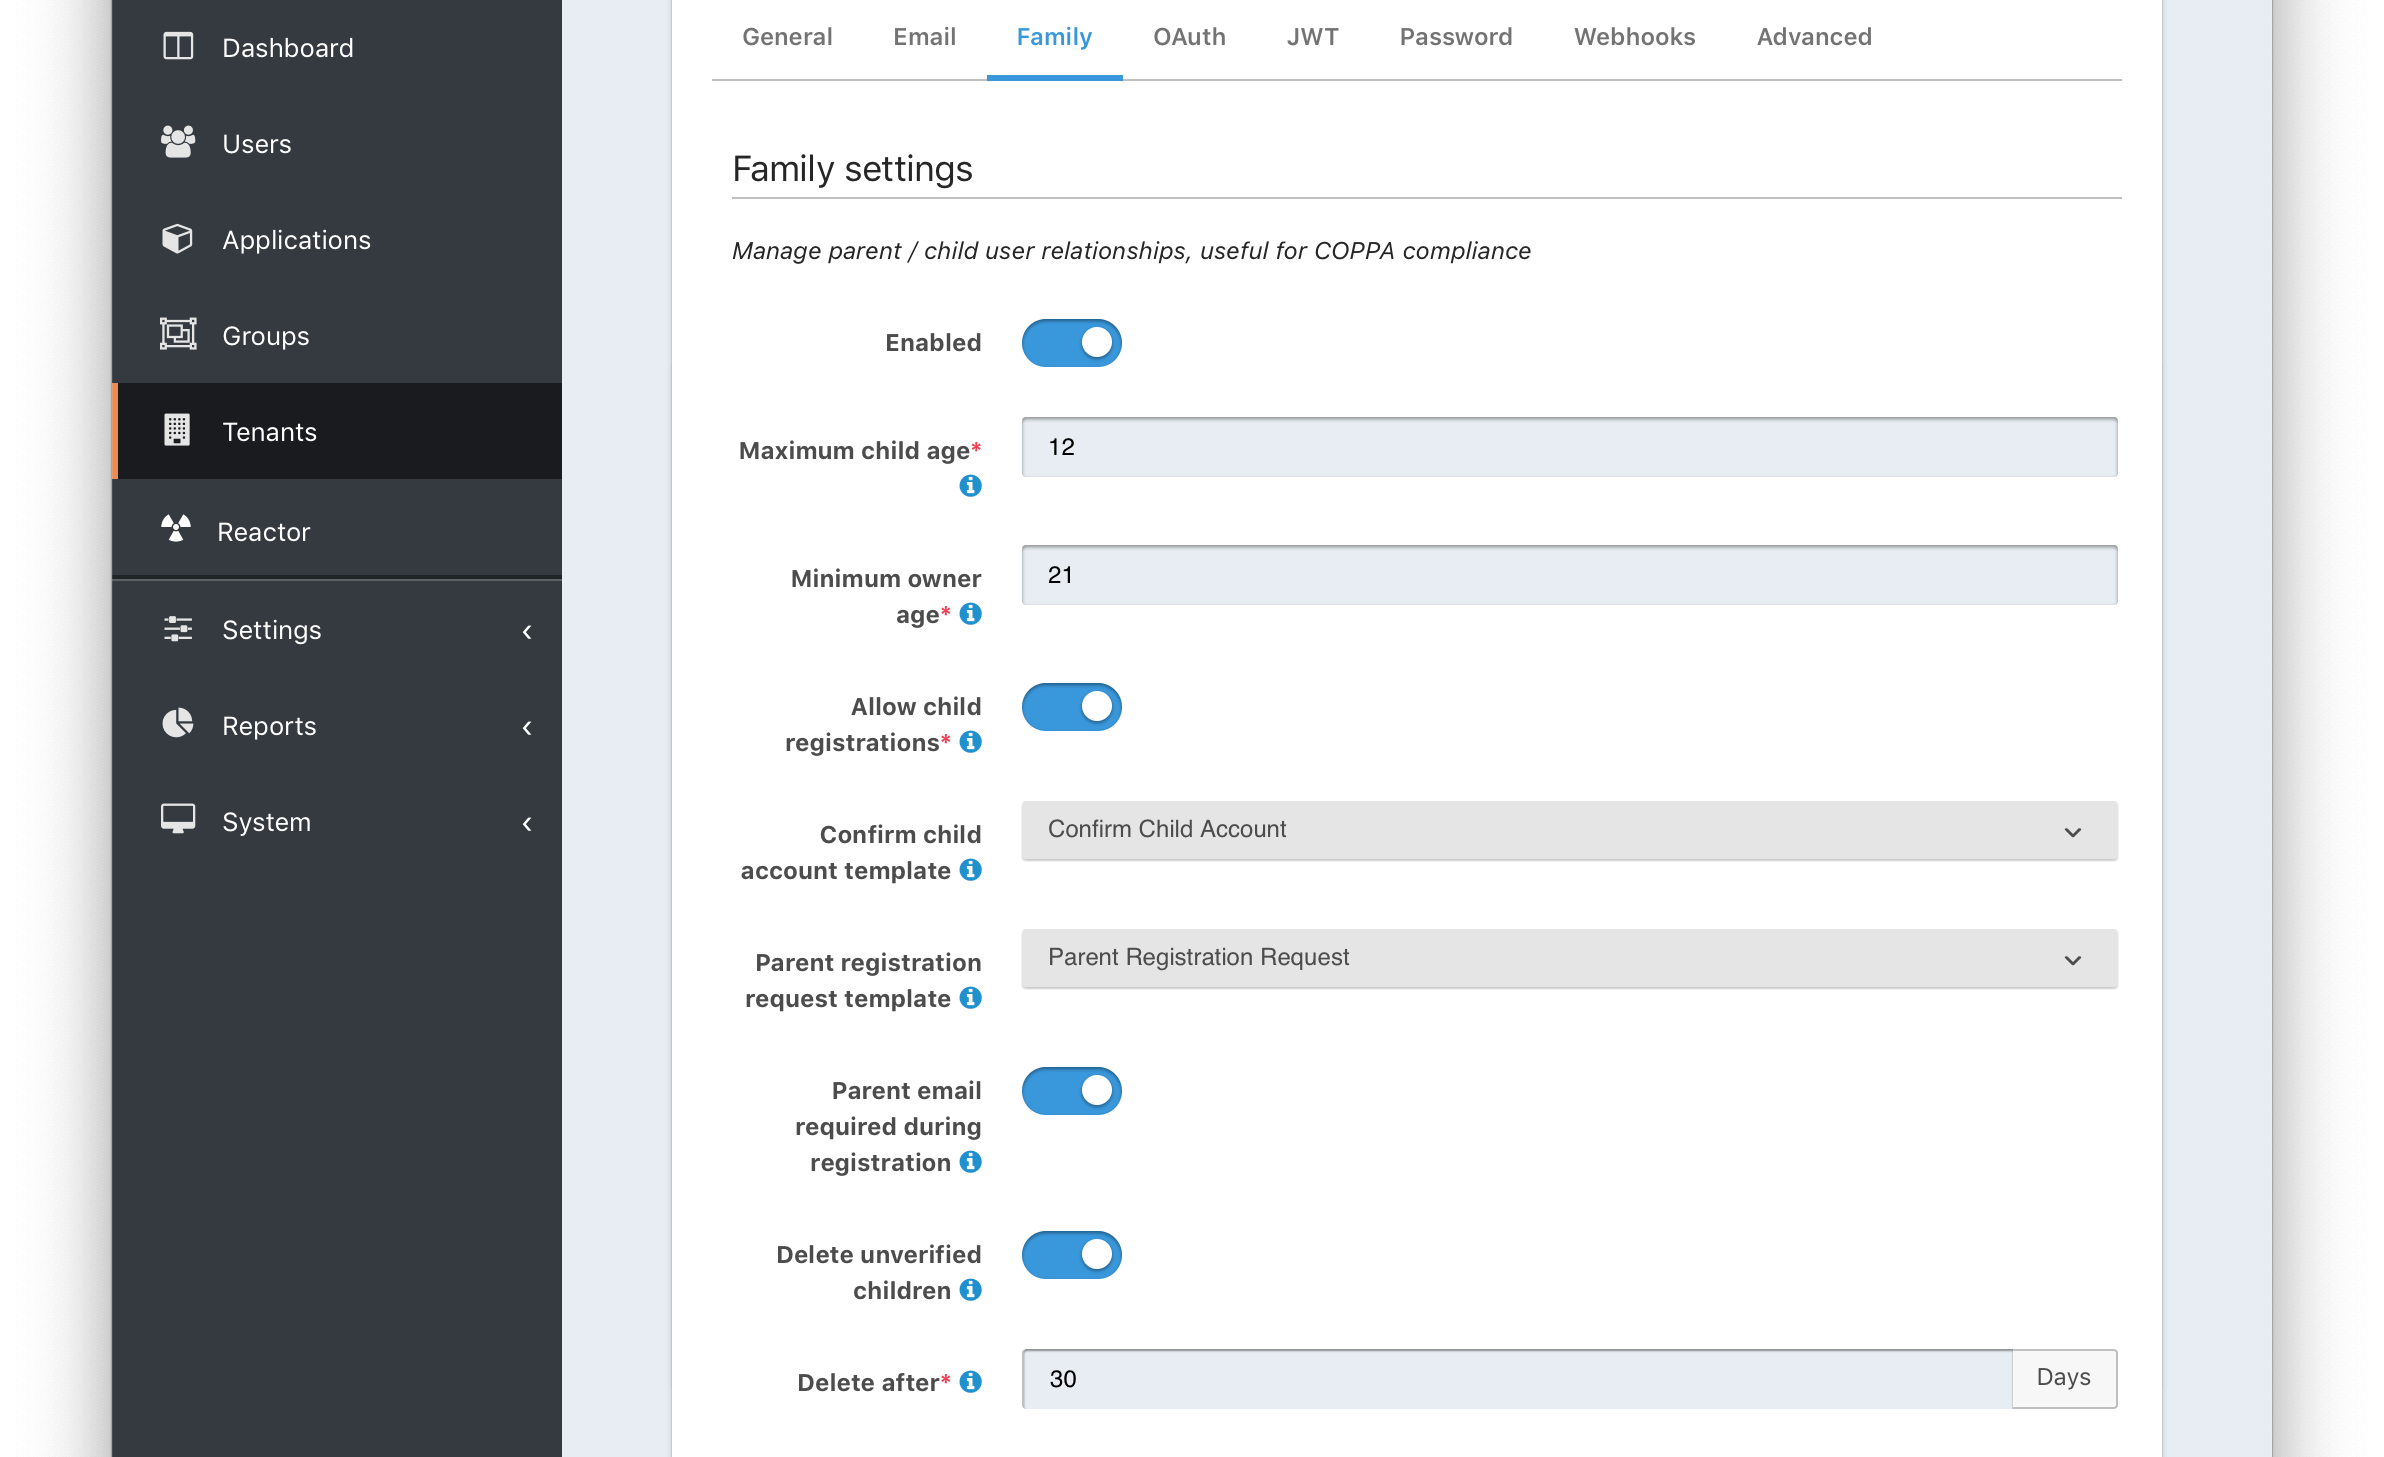 Dashboard
Users
Applications
Groups
Tenants
Reactor
Settings
Reports
System
General Email Family OAuth JWT Password Webhooks Advanced
Family settings
Manage parent / child user relationships, useful for COPPA compliance
Enabled
Maximum child age*
12
Minimum owner
age*
21
Allow child
registrations*
Confirm child
account template
Confirm Child Account
Parent registration
request template
Parent Registration Request
Parent email
required during
registration
Delete unverified
children
Delete after*
30
Days